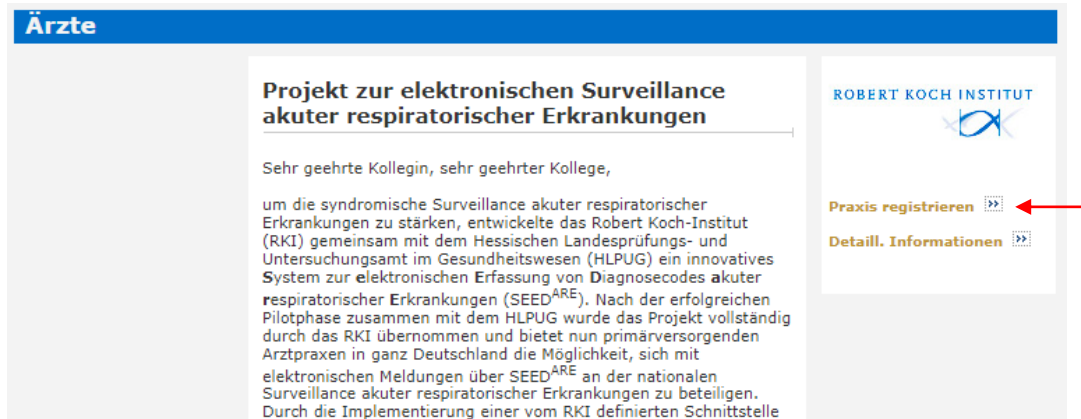 Ärzte
Projekt zur elektronischen Surveillance
akuter respiratorischer Erkrankungen
Sehr geehrte Kollegin, sehr geehrter Kollege,
um die syndromische Surveillance akuter respiratorischer
Erkrankungen zu stärken, entwickelte das Robert Koch-Institut
(RKI) gemeinsam mit dem Hessischen Landesprüfungs- und
Untersuchungsamt im Gesundheitswesen (HLPUG) ein innovatives
System zur elektronischen Erfassung von Diagnosecodes akuter
respiratorischer Erkrankungen (SEED^ARE). Nach der erfolgreichen
Pilotphase zusammen mit dem HLPUG wurde das Projekt vollständig
durch das RKI übernommen und bietet nun primärversorgenden
Arztpraxen in ganz Deutschland die Möglichkeit, sich mit
elektronischen Meldungen über SEED^ARE an der nationalen
Surveillance akuter respiratorischer Erkrankungen zu beteiligen.
Durch die Implementierung einer vom RKI definierten Schnittstelle
ROBERT KOCH INSTITUT
Praxis registrieren »
Detaill. Informationen »